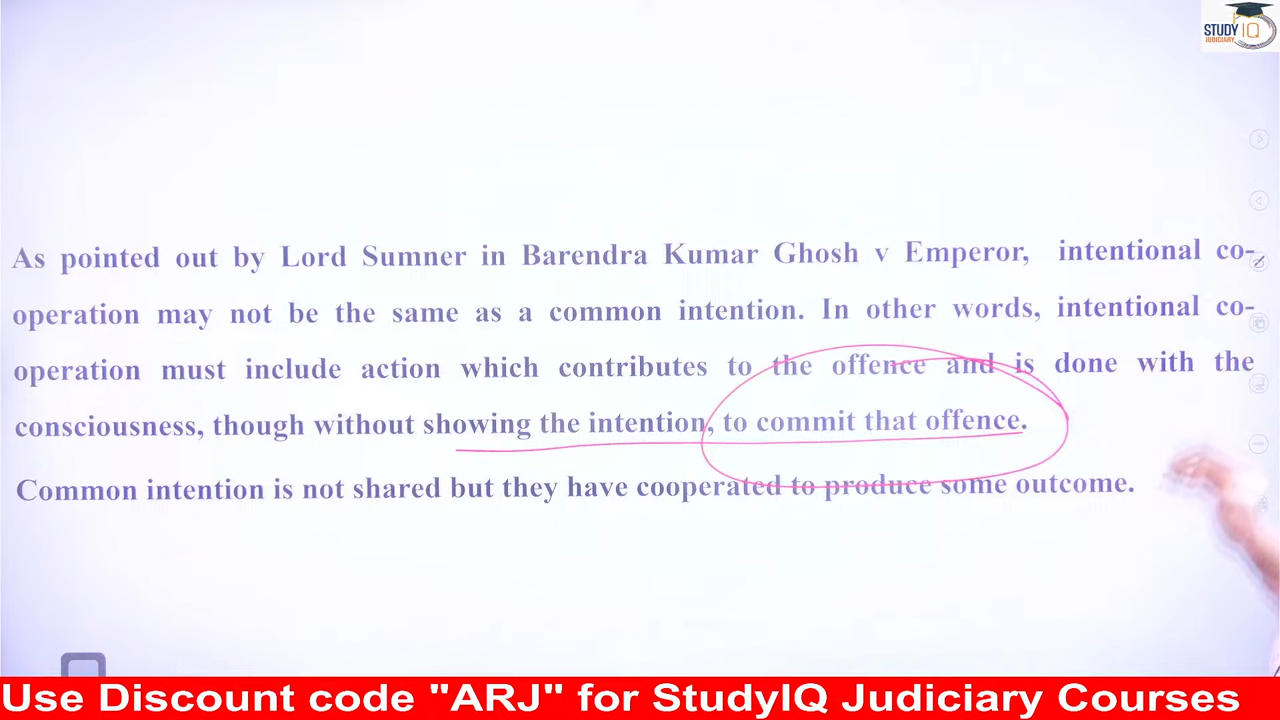 STUDY IQ
JUDICIARY
As pointed out by Lord Sumner in Barendra Kumar Ghosh v Emperor, intentional co-
operation may not be the same as a common intention. In other words, intentional co-
operation must include action which contributes to the offence and is done with the
consciousness, though without showing the intention, to commit that offence.
Common intention is not shared but they have cooperated to produce some outcome.
Use Discount code "ARJ" for StudyIQ Judiciary Courses